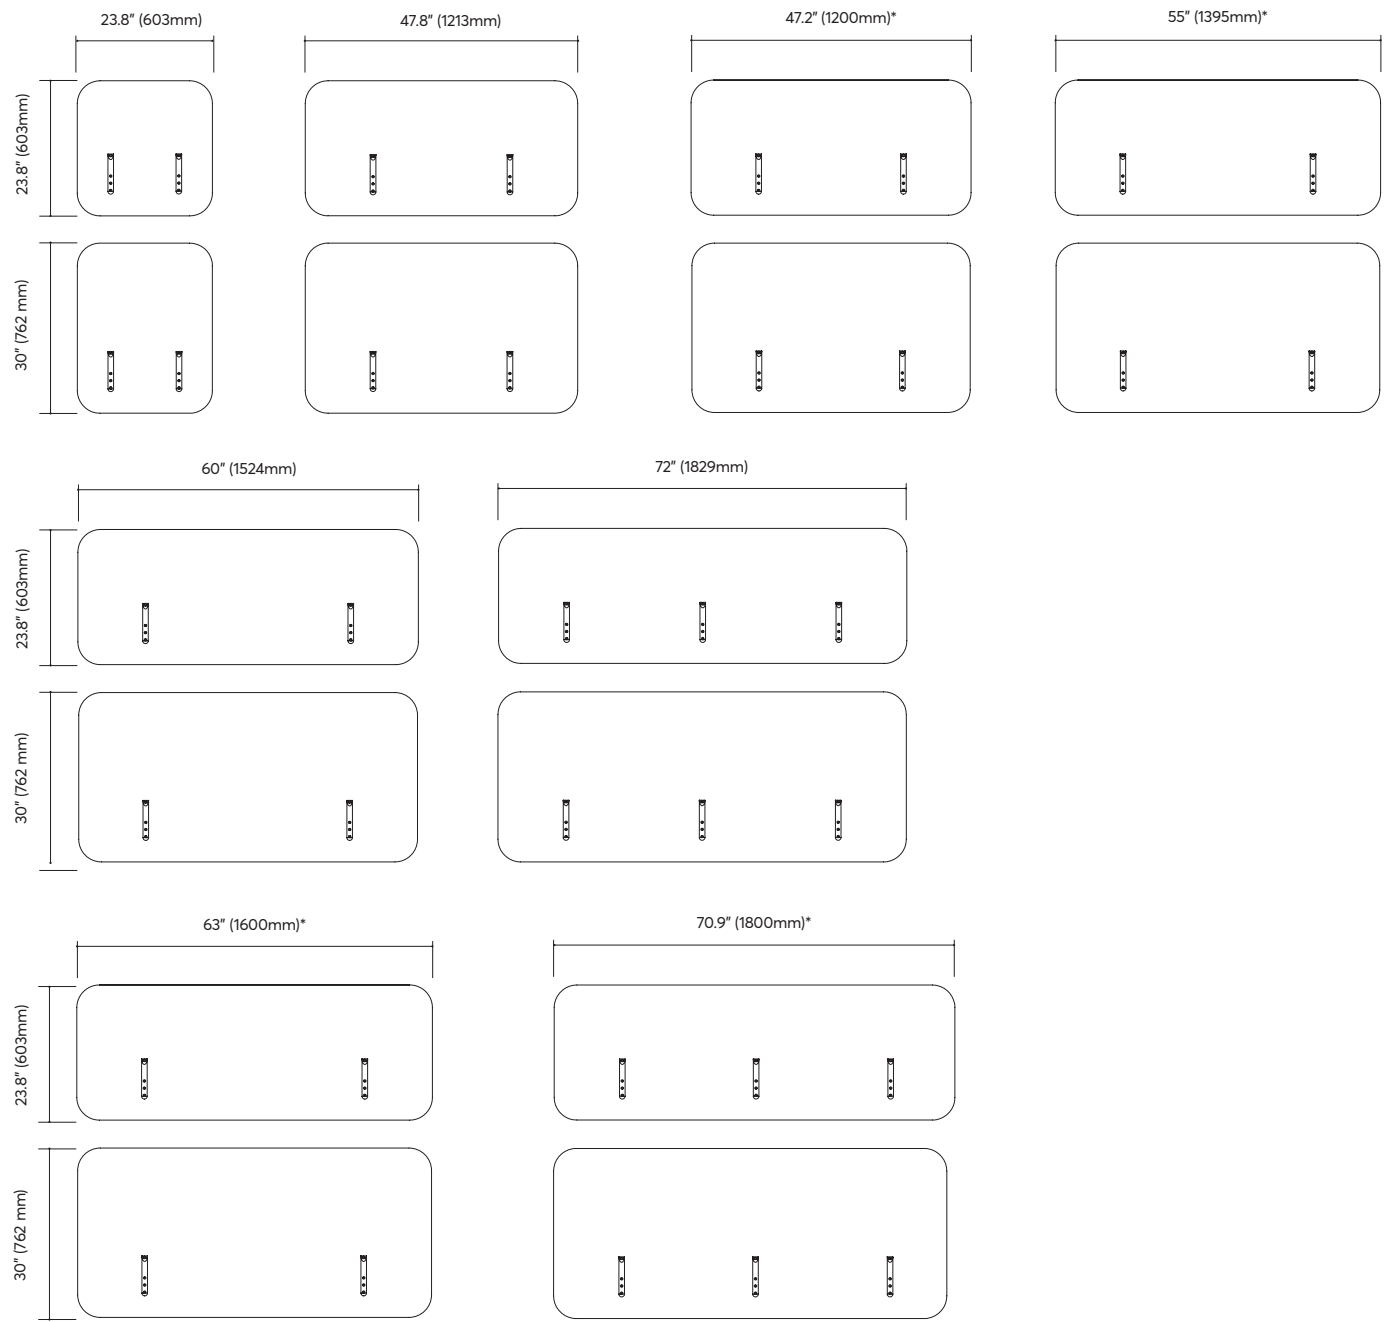 23.8" (603mm)
47.8" (1213mm)
47.2" (1200mm)*
55" (1395mm)*
23.8" (603mm)
30" (762 mm)
60" (1524mm)
72" (1829mm)
23.8" (603mm)
30" (762 mm)
63" (1600mm)*
70.9" (1800mm)*
23.8" (603mm)
30" (762 mm)